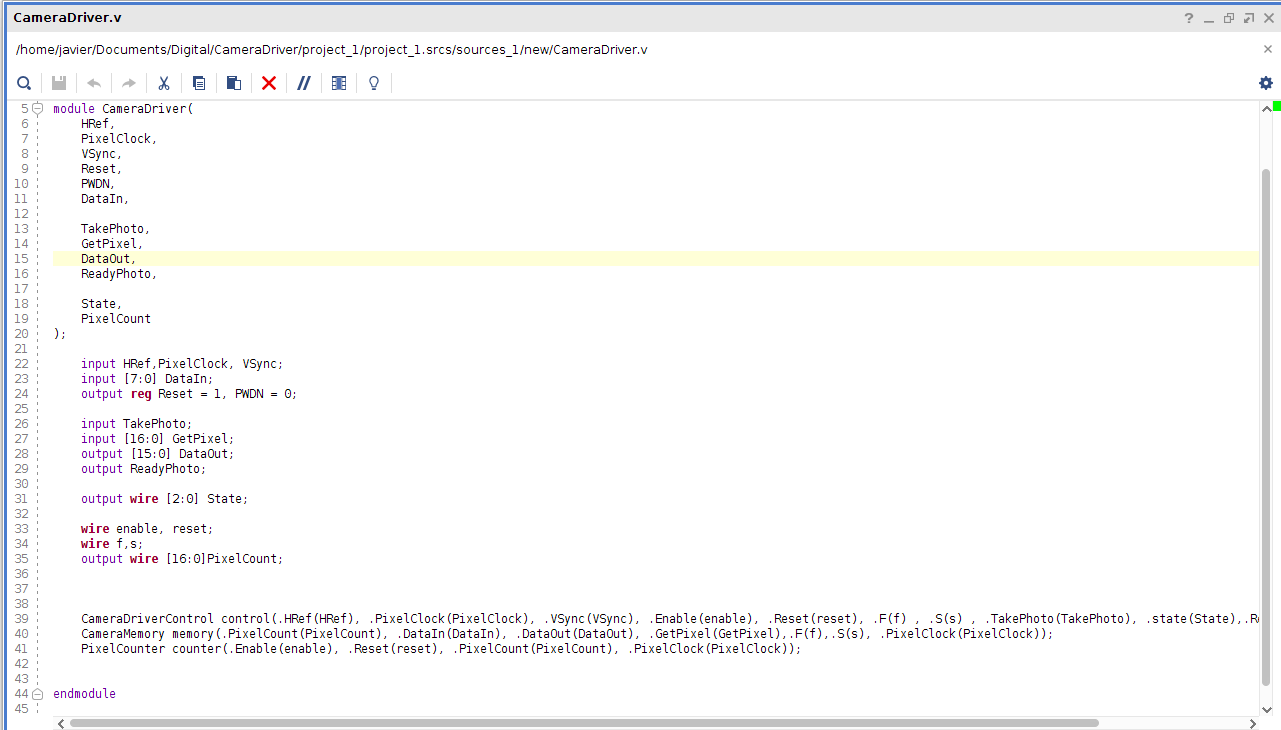 CameraDriver.v
/home/javier/Documents/Digital/CameraDriver/project_1/project_1.srcs/sources_1/new/CameraDriver.v
5 module CameraDriver(
6 HRef,
7 PixelClock,
8 VSync,
9 Reset,
10 PWDN,
11 DataIn,
12
13 TakePhoto,
14 GetPixel,
15 DataOut,
16 ReadyPhoto,
17
18 State,
19 PixelCount
20 );
21
22 input HRef,PixelClock, VSync;
23 input [7:0] DataIn;
24 output reg Reset = 1, PWDN = 0;
25
26 input TakePhoto;
27 input [16:0] GetPixel;
28 output [15:0] DataOut;
29 output ReadyPhoto;
30
31 output wire [2:0] State;
32
33 wire enable, reset;
34 wire f,s;
35 output wire [16:0]PixelCount;
36
37
38
39 CameraDriverControl control(.HRef(HRef), .PixelClock(PixelClock), .VSync(VSync), .Enable(enable), .Reset(reset), .F(f) , .S(s) , .TakePhoto(TakePhoto), .state(State),
40 CameraMemory memory(.PixelCount(PixelCount), .DataIn(DataIn), .DataOut(DataOut), .GetPixel(GetPixel),.F(f),.S(s), .PixelClock(PixelClock));
41 PixelCounter counter(.Enable(enable), .Reset(reset), .PixelCount(PixelCount), .PixelClock(PixelClock));
42
43
44 endmodule
45